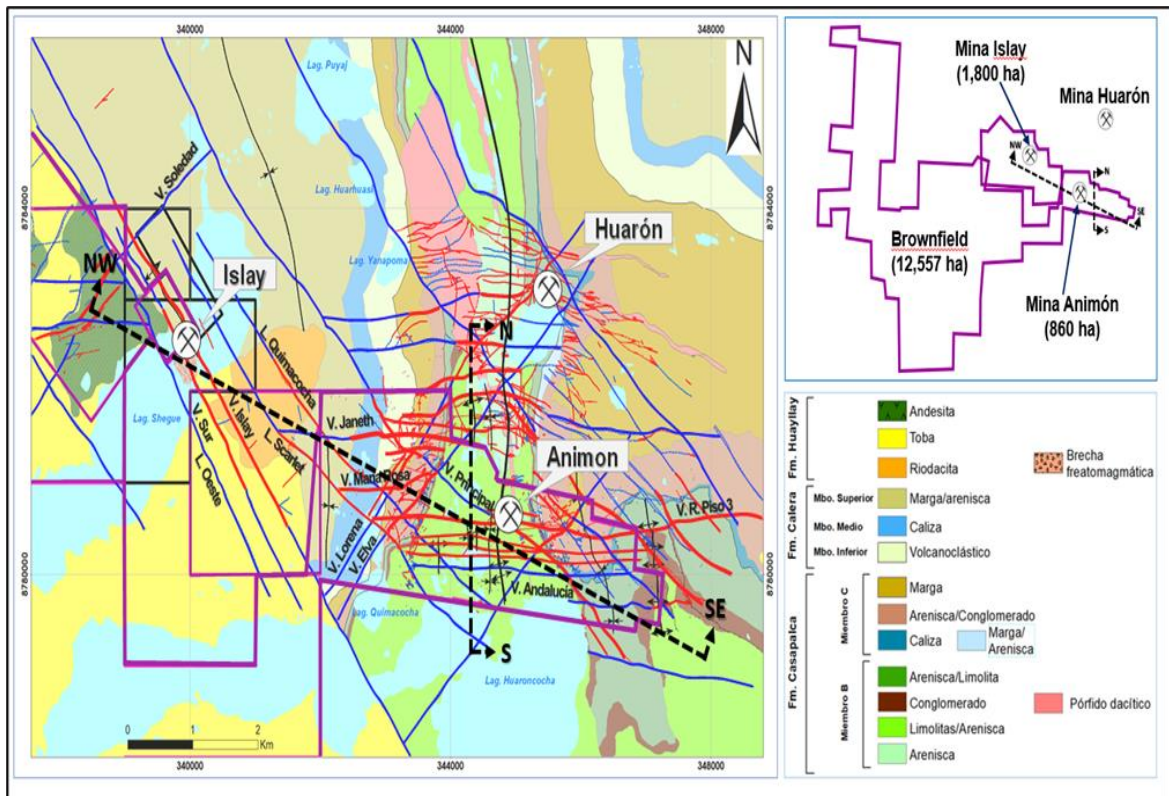 340000
344000
348000
8784000
8780000
Lag. Puyaj
N
V. Soledad
Lag. Huarhuasi
Huarón
Lag. Yanapoma
NW
Islay
N
L. Quimacocha
Lag. Shegue
V. Sur
V. Islay
L. Scarlet
L. Oeste
V. Janeth
V. Maria Rosa
V. Principal
Animon
V. R. Piso 3
V. Lorena
V. Elva
V. Andalucía
SE
Lag. Quimacocha
S
Lag. Huaroncocha
0 1 2
Km
340000
344000
348000
8784000
8780000
Mina Islay
(1,800 ha)
Mina Huarón
NW
N
S
SE
Brownfield
(12,557 ha)
Mina Animón
(860 ha)
Fm. Huayllay
Andesita
Toba
Riodacita
Brecha
freatomagmática
Fm. Calera
Mbo. Superior
Marga/arenisca
Mbo. Medio
Caliza
Mbo. Inferior
Volcanoclástico
Fm. Casapalca
Miembro C
Marga
Arenisca/Conglomerado
Caliza
Marga/
Arenisca
Miembro B
Arenisca/Limolita
Conglomerado
Pórfido dacítico
Limolitas/Arenisca
Arenisca